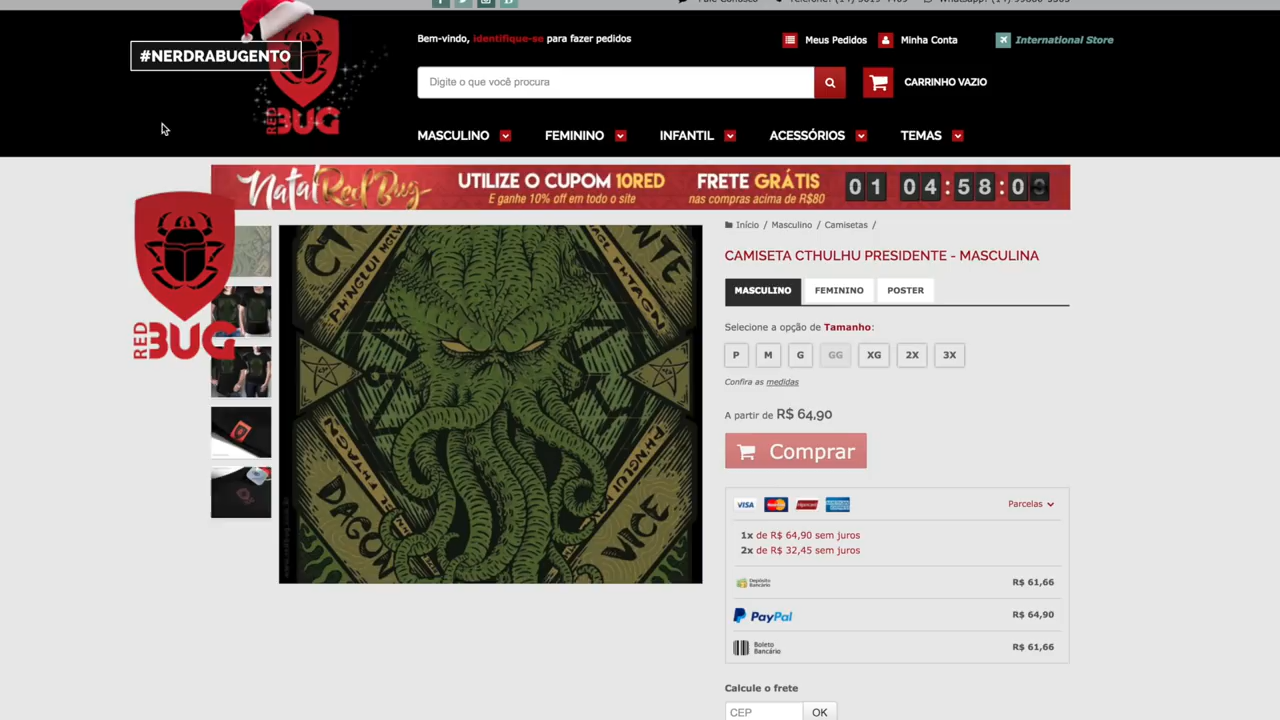 Bem-vindo, identifique-se para fazer pedidos
Meus Pedidos
Minha Conta
International Store
#NERDRABUGENTO
RED BUG
Digite o que você procura
CARRINHO VAZIO
MASCULINO
FEMININO
INFANTIL
ACESSÓRIOS
TEMAS
Natal RedBug
UTILIZE O CUPOM 10RED
E ganhe 10% off em todo o site
FRETE GRÁTIS
nas compras acima de R$80
01 04:58:0
RED BUG
Início / Masculino / Camisetas /
CAMISETA CTHULHU PRESIDENTE - MASCULINA
MASCULINO
FEMININO
POSTER
Selecione a opção de Tamanho:
P
M
G
GG
XG
2X
3X
Confira as medidas
A partir de R$ 64,90
Comprar
VISA
Parcelas
1x de R$ 64,90 sem juros
2x de R$ 32,45 sem juros
Depósito
Bancário
R$ 61,66
PayPal
R$ 64,90
Boleto
Bancário
R$ 61,66
Calcule o frete
CEP
OK
DAGON
VICE